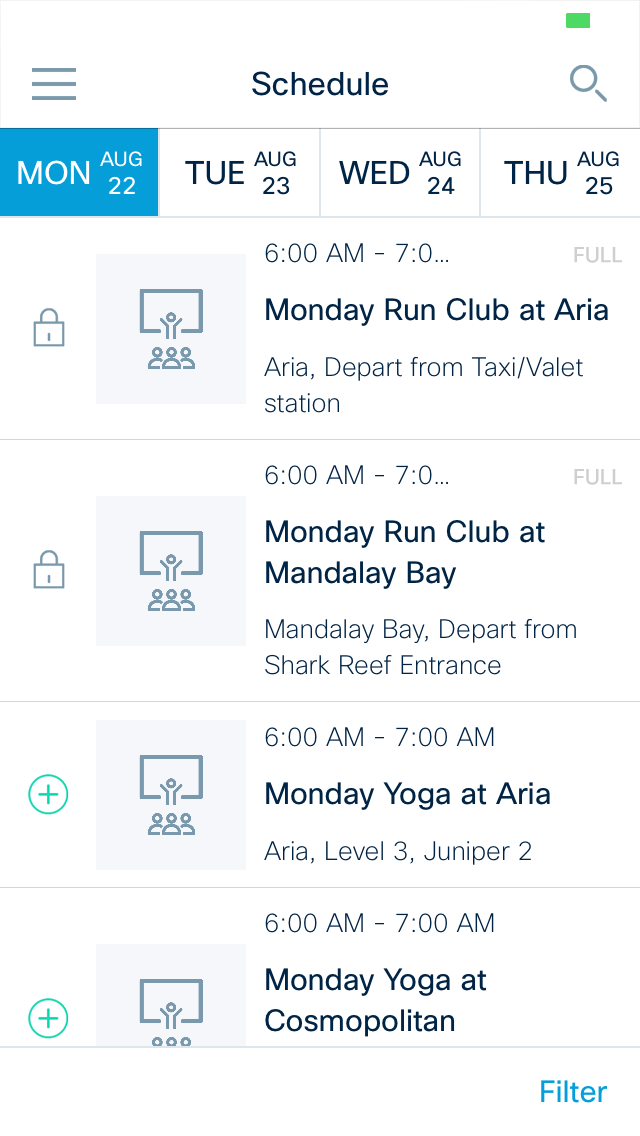 Schedule
MON AUG 22
TUE AUG 23
WED AUG 24
THU AUG 25
6:00 AM - 7:0...
FULL
Monday Run Club at Aria
Aria, Depart from Taxi/Valet
station
6:00 AM - 7:0...
FULL
Monday Run Club at
Mandalay Bay
Mandalay Bay, Depart from
Shark Reef Entrance
6:00 AM - 7:00 AM
Monday Yoga at Aria
Aria, Level 3, Juniper 2
6:00 AM - 7:00 AM
Monday Yoga at
Cosmopolitan
Filter